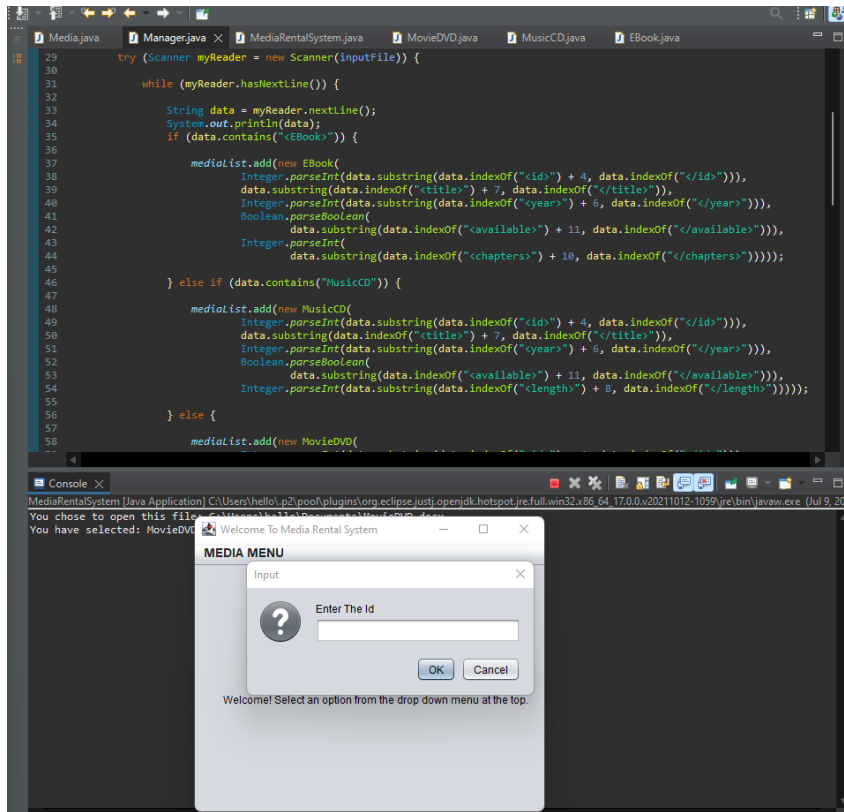 Media.java Manager.java MediaRentalSystem.java MovieDVD.java MusicCD.java EBook.java
29 try (Scanner myReader = new Scanner(inputFile)) {
30
31 while (myReader.hasNextLine()) {
32
33 String data = myReader.nextLine();
34 System.out.println(data);
35 if (data.contains("<EBook>")) {
36
37 mediaList.add(new EBook(
38 Integer.parseInt(data.substring(data.indexOf("<id>") + 4, data.indexOf("</id>"))),
39 data.substring(data.indexOf("<title>") + 7, data.indexOf("</title>")),
40 Integer.parseInt(data.substring(data.indexOf("<year>") + 6, data.indexOf("</year>"))),
41 Boolean.parseBoolean(
42 data.substring(data.indexOf("<available>") + 11, data.indexOf("</available>"))),
43 Integer.parseInt(
44 data.substring(data.indexOf("<chapters>") + 10, data.indexOf("</chapters>")))));
45
46 } else if (data.contains("MusicCD")) {
47
48 mediaList.add(new MusicCD(
49 Integer.parseInt(data.substring(data.indexOf("<id>") + 4, data.indexOf("</id>"))),
50 data.substring(data.indexOf("<title>") + 7, data.indexOf("</title>")),
51 Integer.parseInt(data.substring(data.indexOf("<year>") + 6, data.indexOf("</year>"))),
52 Boolean.parseBoolean(
53 data.substring(data.indexOf("<available>") + 11, data.indexOf("</available>"))),
54 Integer.parseInt(data.substring(data.indexOf("<length>") + 8, data.indexOf("</length>")))));
55
56 } else {
57
58 mediaList.add(new MovieDVD(
Console
MediaRentalSystem [Java Application] C:\Users\hello\.p2\pool\plugins\org.eclipse.justj.openjdk.hotspot.jre.full.win32.x86_64_17.0.0.v20211012-1059\jre\bin\javaw.exe (Jul 9, 20
You chose to open this file: C:\Users\hello\Documents\MovieDVD.docx
You have selected: MovieDVD
Welcome To Media Rental System
MEDIA MENU
Input
Enter The Id
OK Cancel
Welcome! Select an option from the drop down menu at the top.